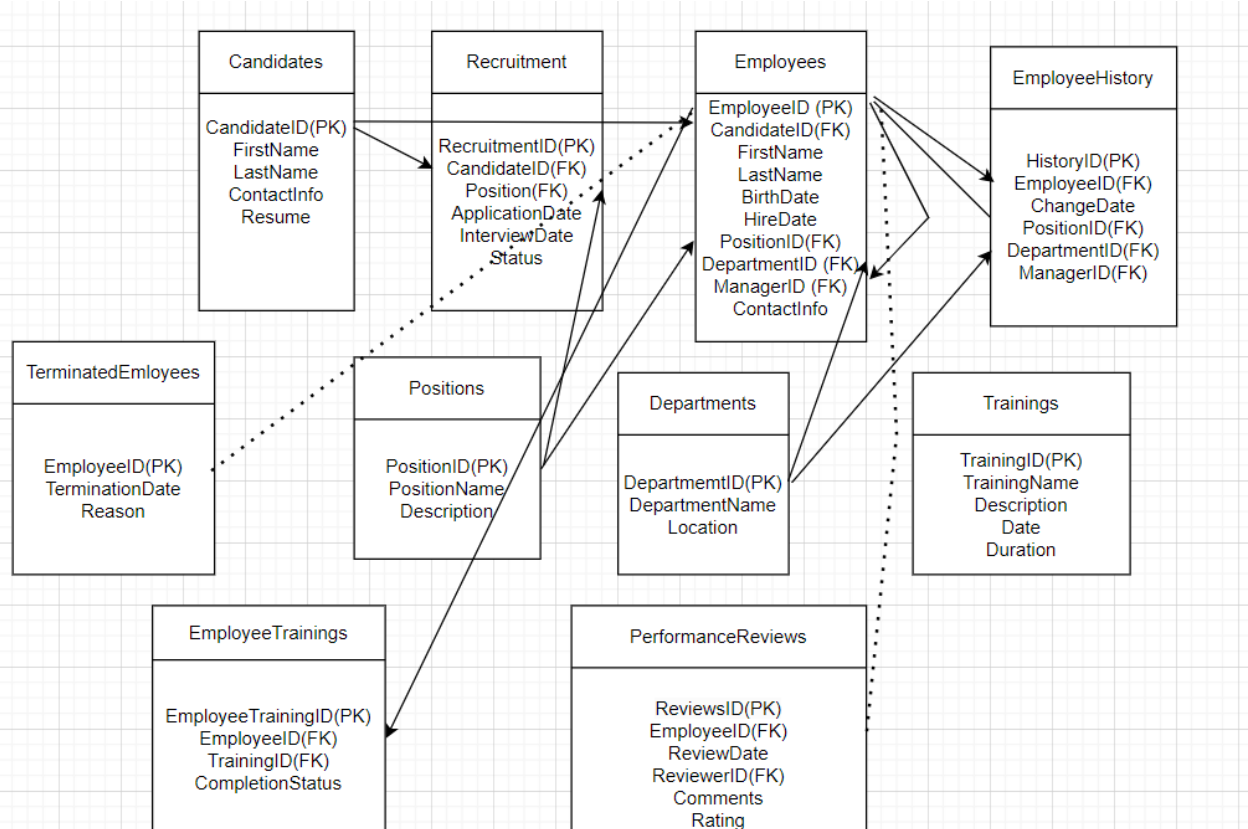 Candidates
CandidateID(PK)
FirstName
LastName
ContactInfo
Resume
Recruitment
RecruitmentID(PK)
CandidateID(FK)
Position(FK)
ApplicationDate
InterviewDate
Status
Employees
EmployeeID (PK)
CandidateID(FK)
FirstName
LastName
BirthDate
HireDate
PositionID(FK)
DepartmentID (FK)
ManagerID (FK)
ContactInfo
EmployeeHistory
HistoryID(PK)
EmployeeID(FK)
ChangeDate
PositionID(FK)
DepartmentID(FK)
ManagerID(FK)
TerminatedEmloyees
EmployeeID(PK)
TerminationDate
Reason
Positions
PositionID(PK)
PositionName
Description
Departments
DepartmemtID(PK)
DepartmentName
Location
Trainings
TrainingID(PK)
TrainingName
Description
Date
Duration
EmployeeTrainings
EmployeeTrainingID(PK)
EmployeeID(FK)
TrainingID(FK)
CompletionStatus
PerformanceReviews
ReviewsID(PK)
EmployeeID(FK)
ReviewDate
ReviewerID(FK)
Comments
Rating